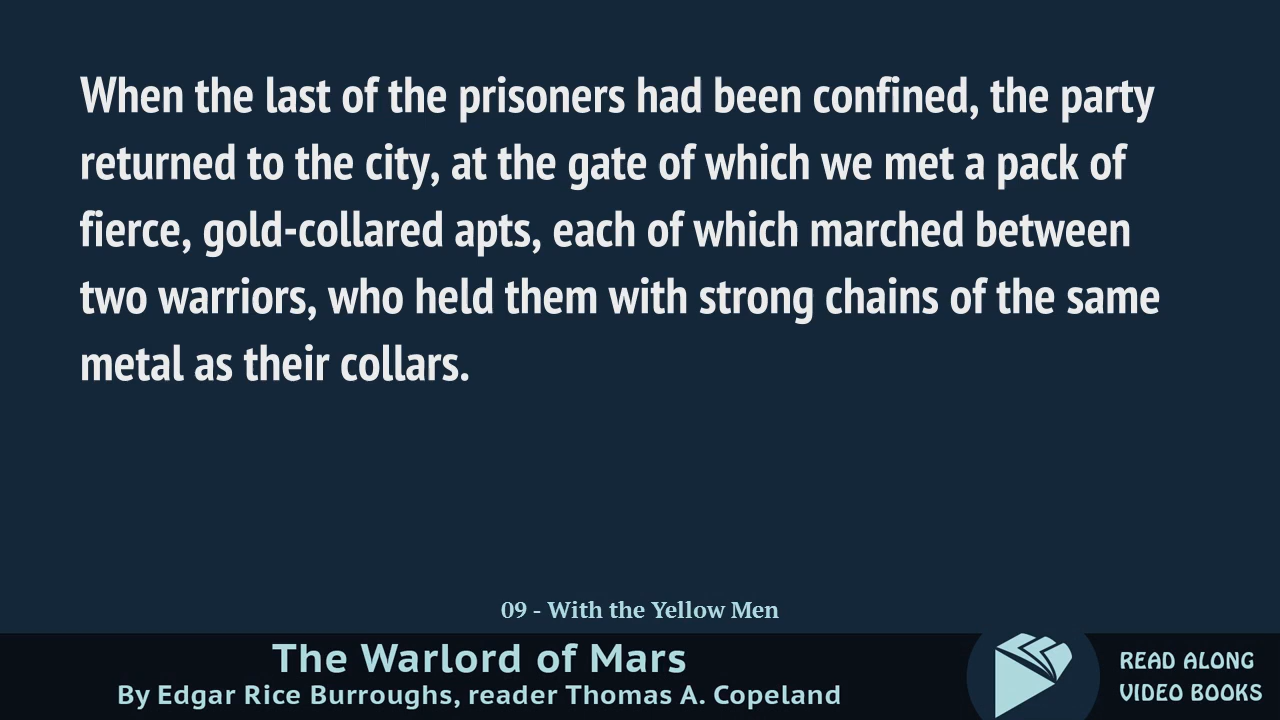 When the last of the prisoners had been confined, the party
returned to the city, at the gate of which we met a pack of
fierce, gold-collared apts, each of which marched between
two warriors, who held them with strong chains of the same
metal as their collars.
09 - With the Yellow Men
The Warlord of Mars
By Edgar Rice Burroughs, reader Thomas A. Copeland
READ ALONG
VIDEO BOOKS